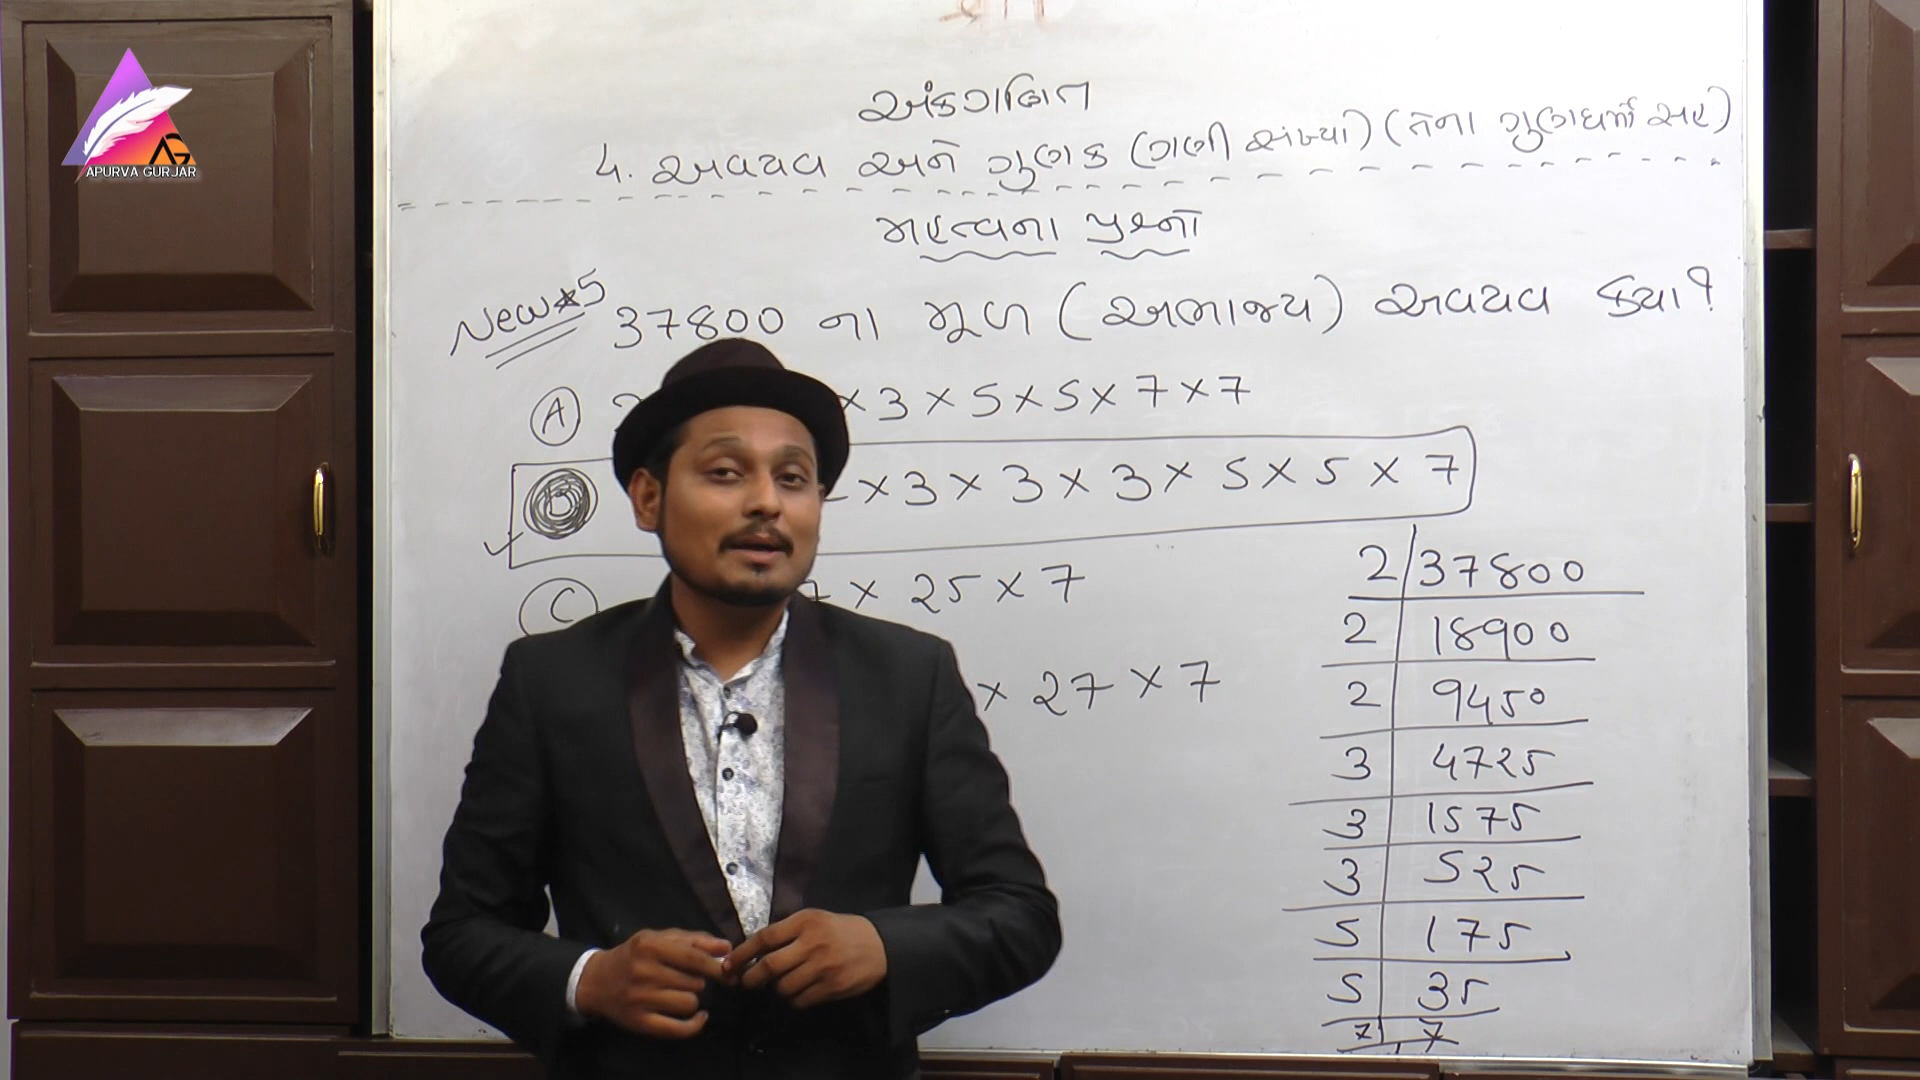 APURVA GURJAR
અંકગણિત
4. અવયવ અને ગુણક (ગણી સંખ્યા) (તેના ગુણધર્મો સહ)
મહત્વના પ્રશ્નો
New *5 37800 ના મૂળ (અભાજ્ય) અવયવ કયા?
A × 3 × 5 × 5 × 7 × 7
× 3 × 3 × 3 × 5 × 5 × 7
C × 25 × 7
× 27 × 7
2 37800
2 18900
2 9450
3 4725
3 1575
3 525
5 175
5 35
7 7